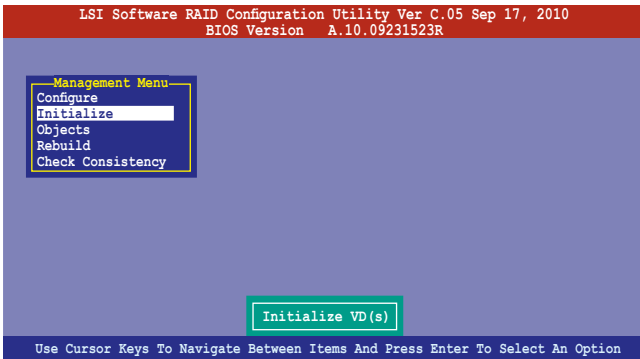 LSI Software RAID Configuration Utility Ver C.05 Sep 17, 2010
BIOS Version A.10.09231523R
Management Menu
Configure
Initialize
Objects
Rebuild
Check Consistency
Initialize VD(s)
Use Cursor Keys To Navigate Between Items And Press Enter To Select An Option